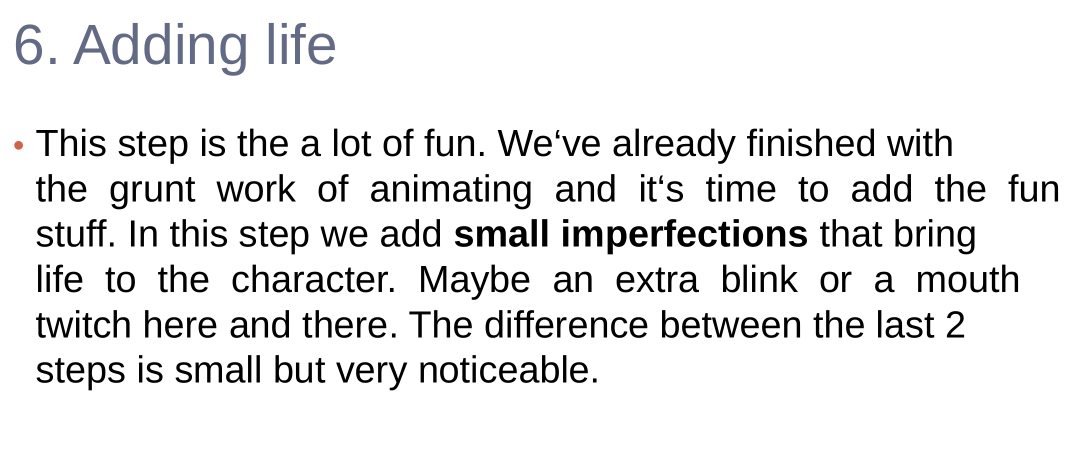 6. Adding life
• This step is the a lot of fun. We‘ve already finished with
the grunt work of animating and it‘s time to add the fun
stuff. In this step we add small imperfections that bring
life to the character. Maybe an extra blink or a mouth
twitch here and there. The difference between the last 2
steps is small but very noticeable.